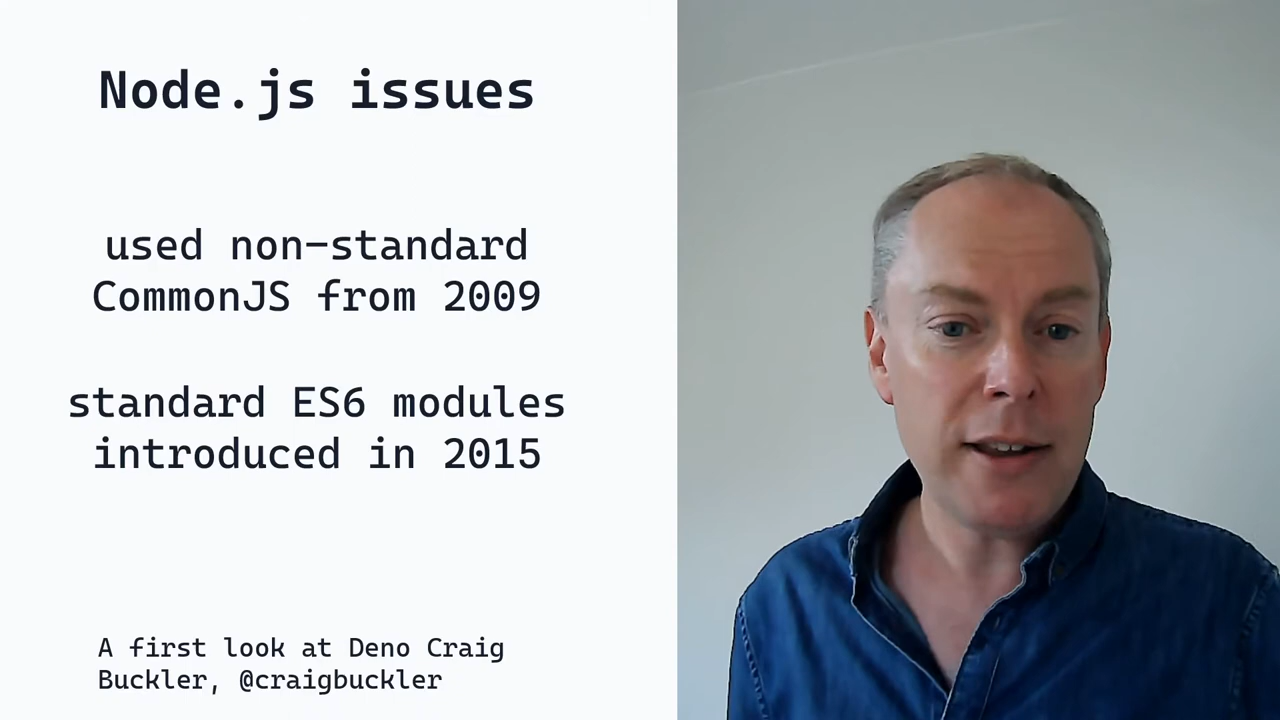 Node.js issues
used non-standard
CommonJS from 2009
standard ES6 modules
introduced in 2015
A first look at Deno Craig
Buckler, @craigbuckler